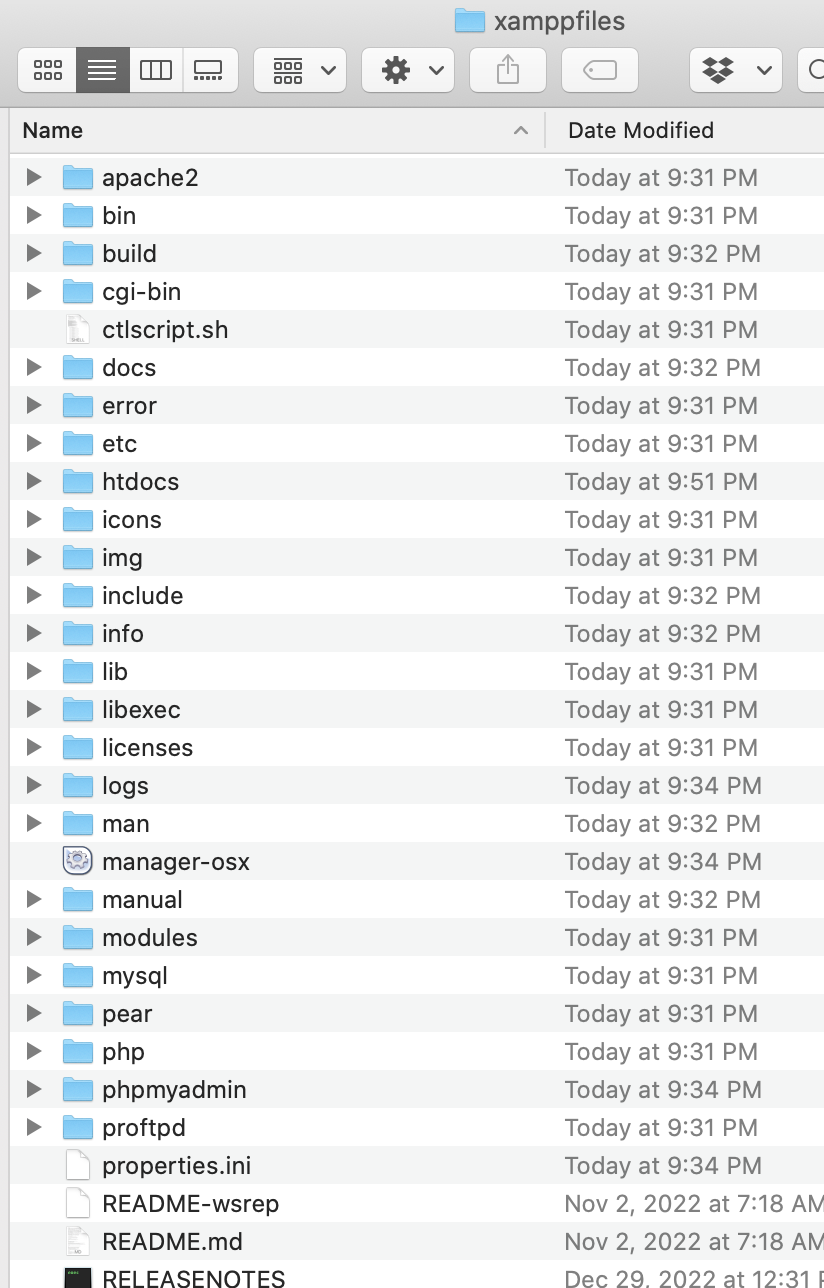 xamppfiles
Name Date Modified
apache2 Today at 9:31 PM
bin Today at 9:31 PM
build Today at 9:32 PM
cgi-bin Today at 9:31 PM
ctlscript.sh Today at 9:31 PM
docs Today at 9:32 PM
error Today at 9:31 PM
etc Today at 9:31 PM
htdocs Today at 9:51 PM
icons Today at 9:31 PM
img Today at 9:31 PM
include Today at 9:32 PM
info Today at 9:32 PM
lib Today at 9:31 PM
libexec Today at 9:31 PM
licenses Today at 9:31 PM
logs Today at 9:34 PM
man Today at 9:32 PM
manager-osx Today at 9:34 PM
manual Today at 9:32 PM
modules Today at 9:31 PM
mysql Today at 9:31 PM
pear Today at 9:31 PM
php Today at 9:31 PM
phpmyadmin Today at 9:34 PM
proftpd Today at 9:31 PM
properties.ini Today at 9:34 PM
README-wsrep Nov 2, 2022 at 7:18 AM
README.md Nov 2, 2022 at 7:18 AM
RELEASENOTES Dec 29, 2022 at 12:31